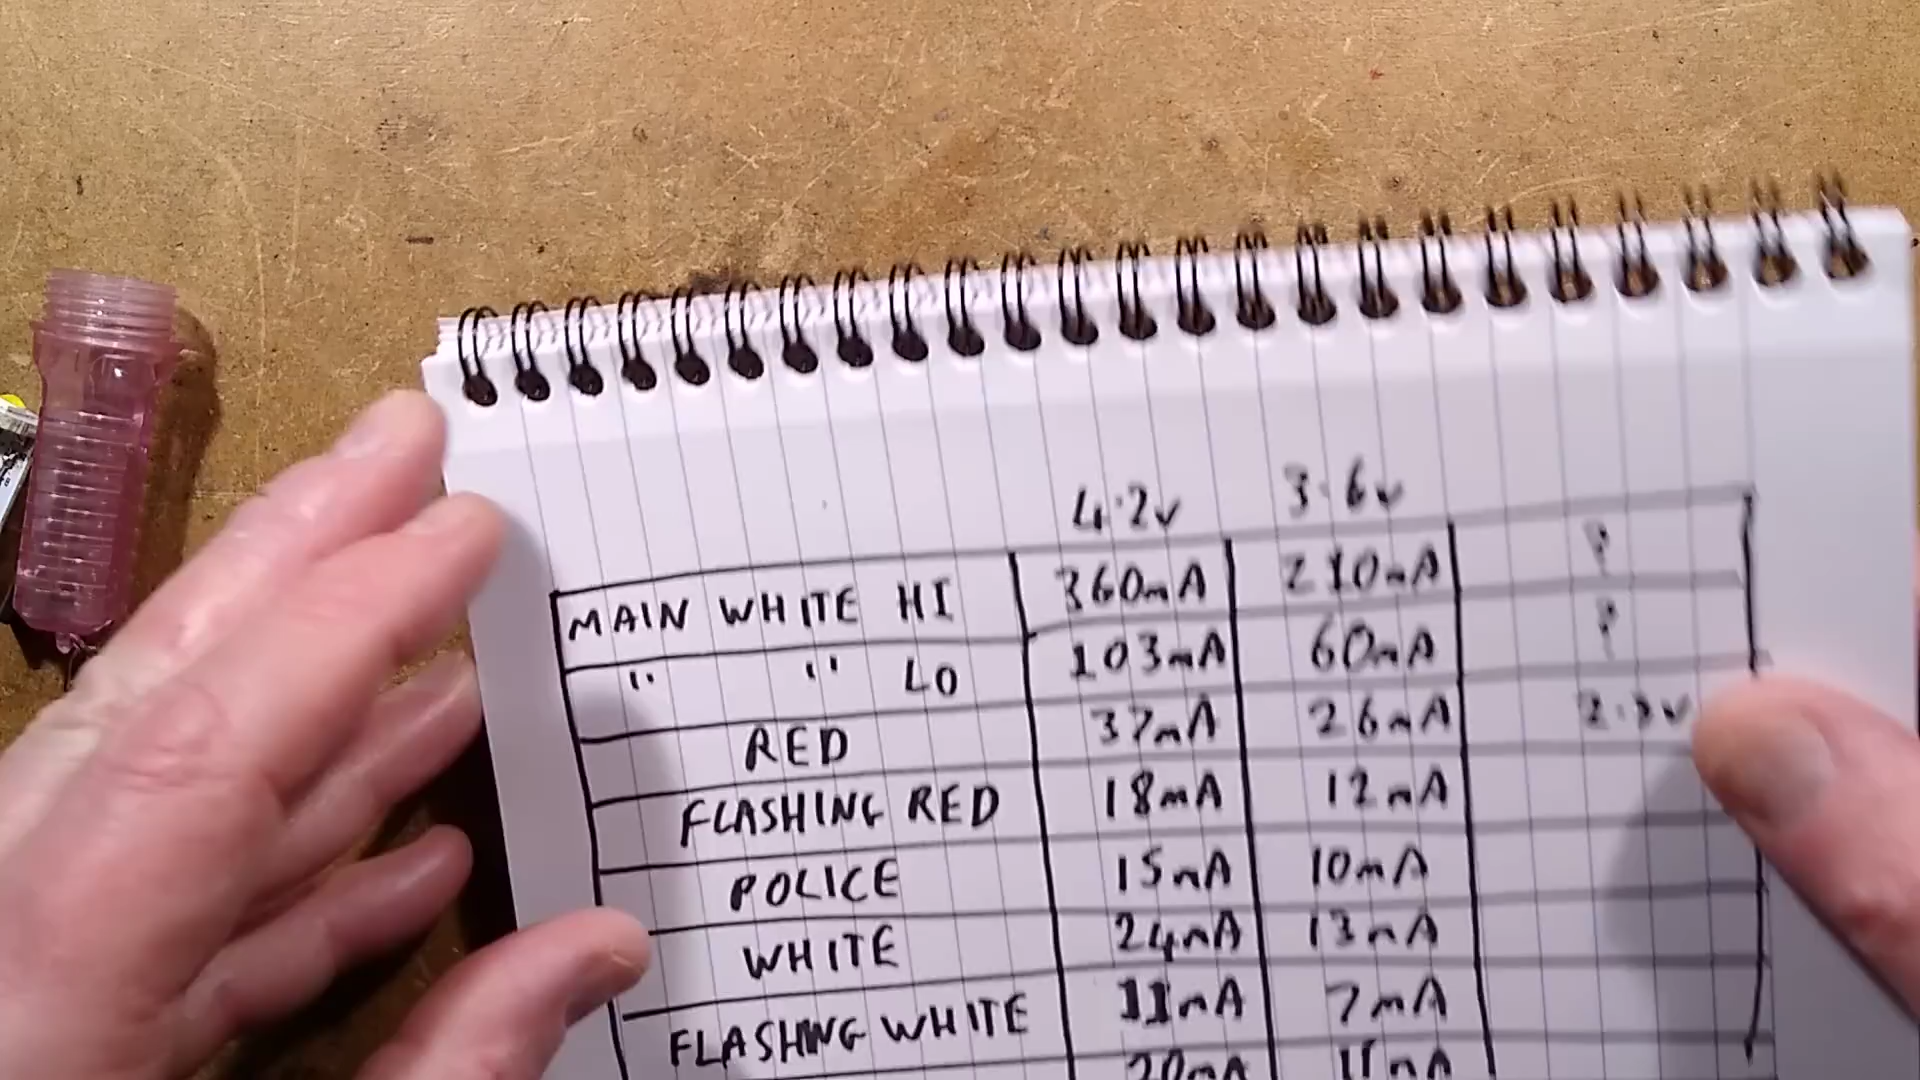 4.2v 3.6v
MAIN WHITE HI 360mA 210mA ?
" " LO 103mA 60mA ?
RED 37mA 26mA
FLASHING RED 18mA 12mA
POLICE 15mA 10mA
WHITE 24mA 13mA
FLASHING WHITE 11mA 7mA
20mA